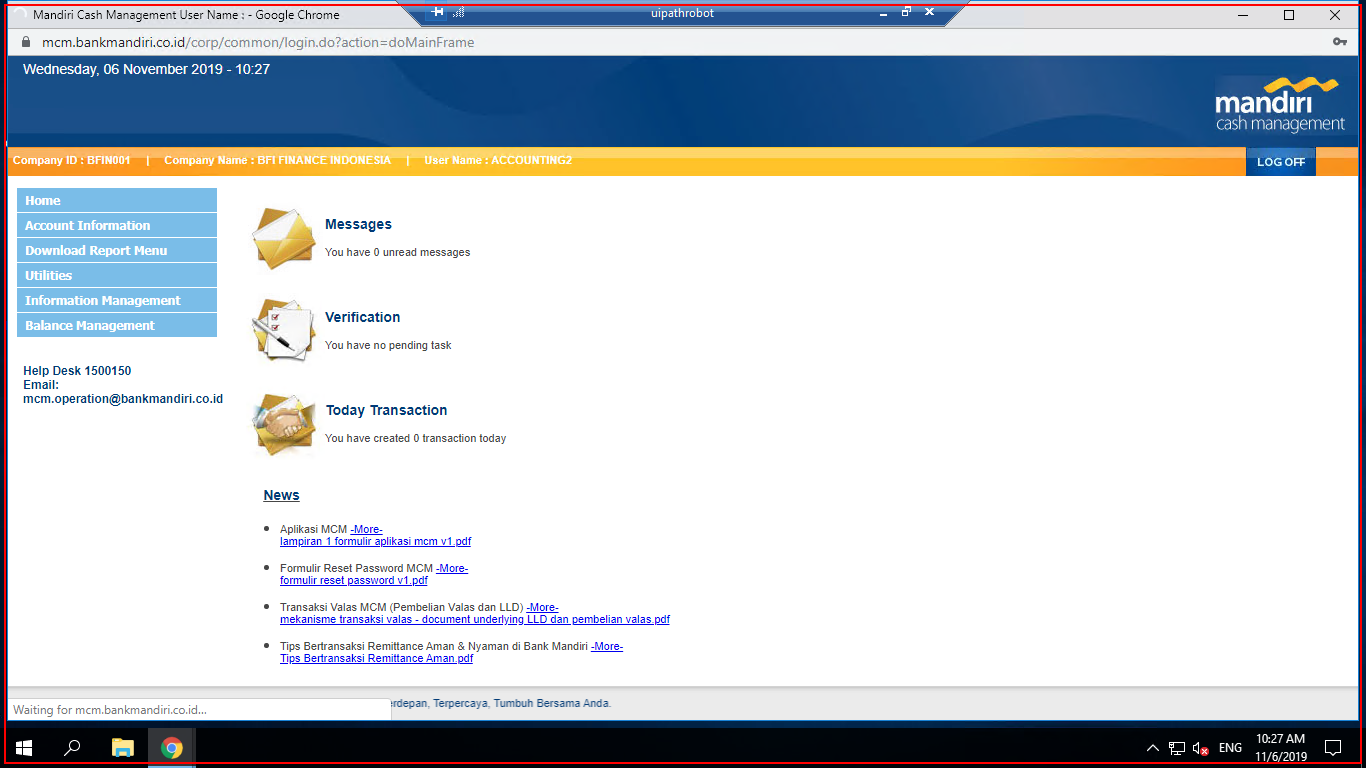 Mandiri Cash Management User Name : - Google Chrome
uipathrobot
mcm.bankmandiri.co.id/corp/common/login.do?action=doMainFrame
Wednesday, 06 November 2019 - 10:27
mandiri
cash management
Company ID : BFIN001 | Company Name : BFI FINANCE INDONESIA | User Name : ACCOUNTING2
LOG OFF
Home
Account Information
Download Report Menu
Utilities
Information Management
Balance Management
Help Desk 1500150
Email:
mcm.operation@bankmandiri.co.id
Messages
You have 0 unread messages
Verification
You have no pending task
Today Transaction
You have created 0 transaction today
News
Aplikasi MCM -More-
lampiran 1 formulir aplikasi mcm v1.pdf
Formulir Reset Password MCM -More-
formulir reset password v1.pdf
Transaksi Valas MCM (Pembelian Valas dan LLD) -More-
mekanisme transaksi valas - document underlying LLD dan pembelian valas.pdf
Tips Bertransaksi Remittance Aman & Nyaman di Bank Mandiri -More-
Tips Bertransaksi Remittance Aman.pdf
Waiting for mcm.bankmandiri.co.id...
erdepan, Terpercaya, Tumbuh Bersama Anda.
ENG
10:27 AM
11/6/2019